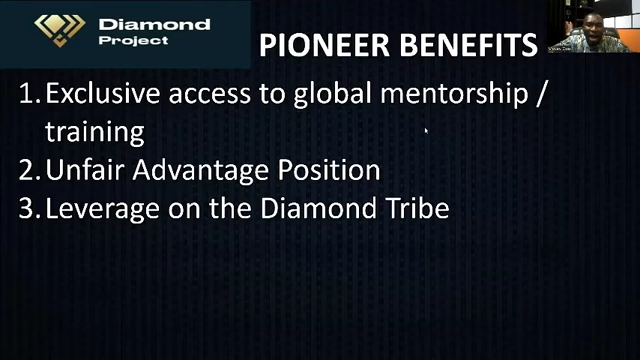 Diamond
Project
PIONEER BENEFITS
1. Exclusive access to global mentorship /
training
2. Unfair Advantage Position
3. Leverage on the Diamond Tribe